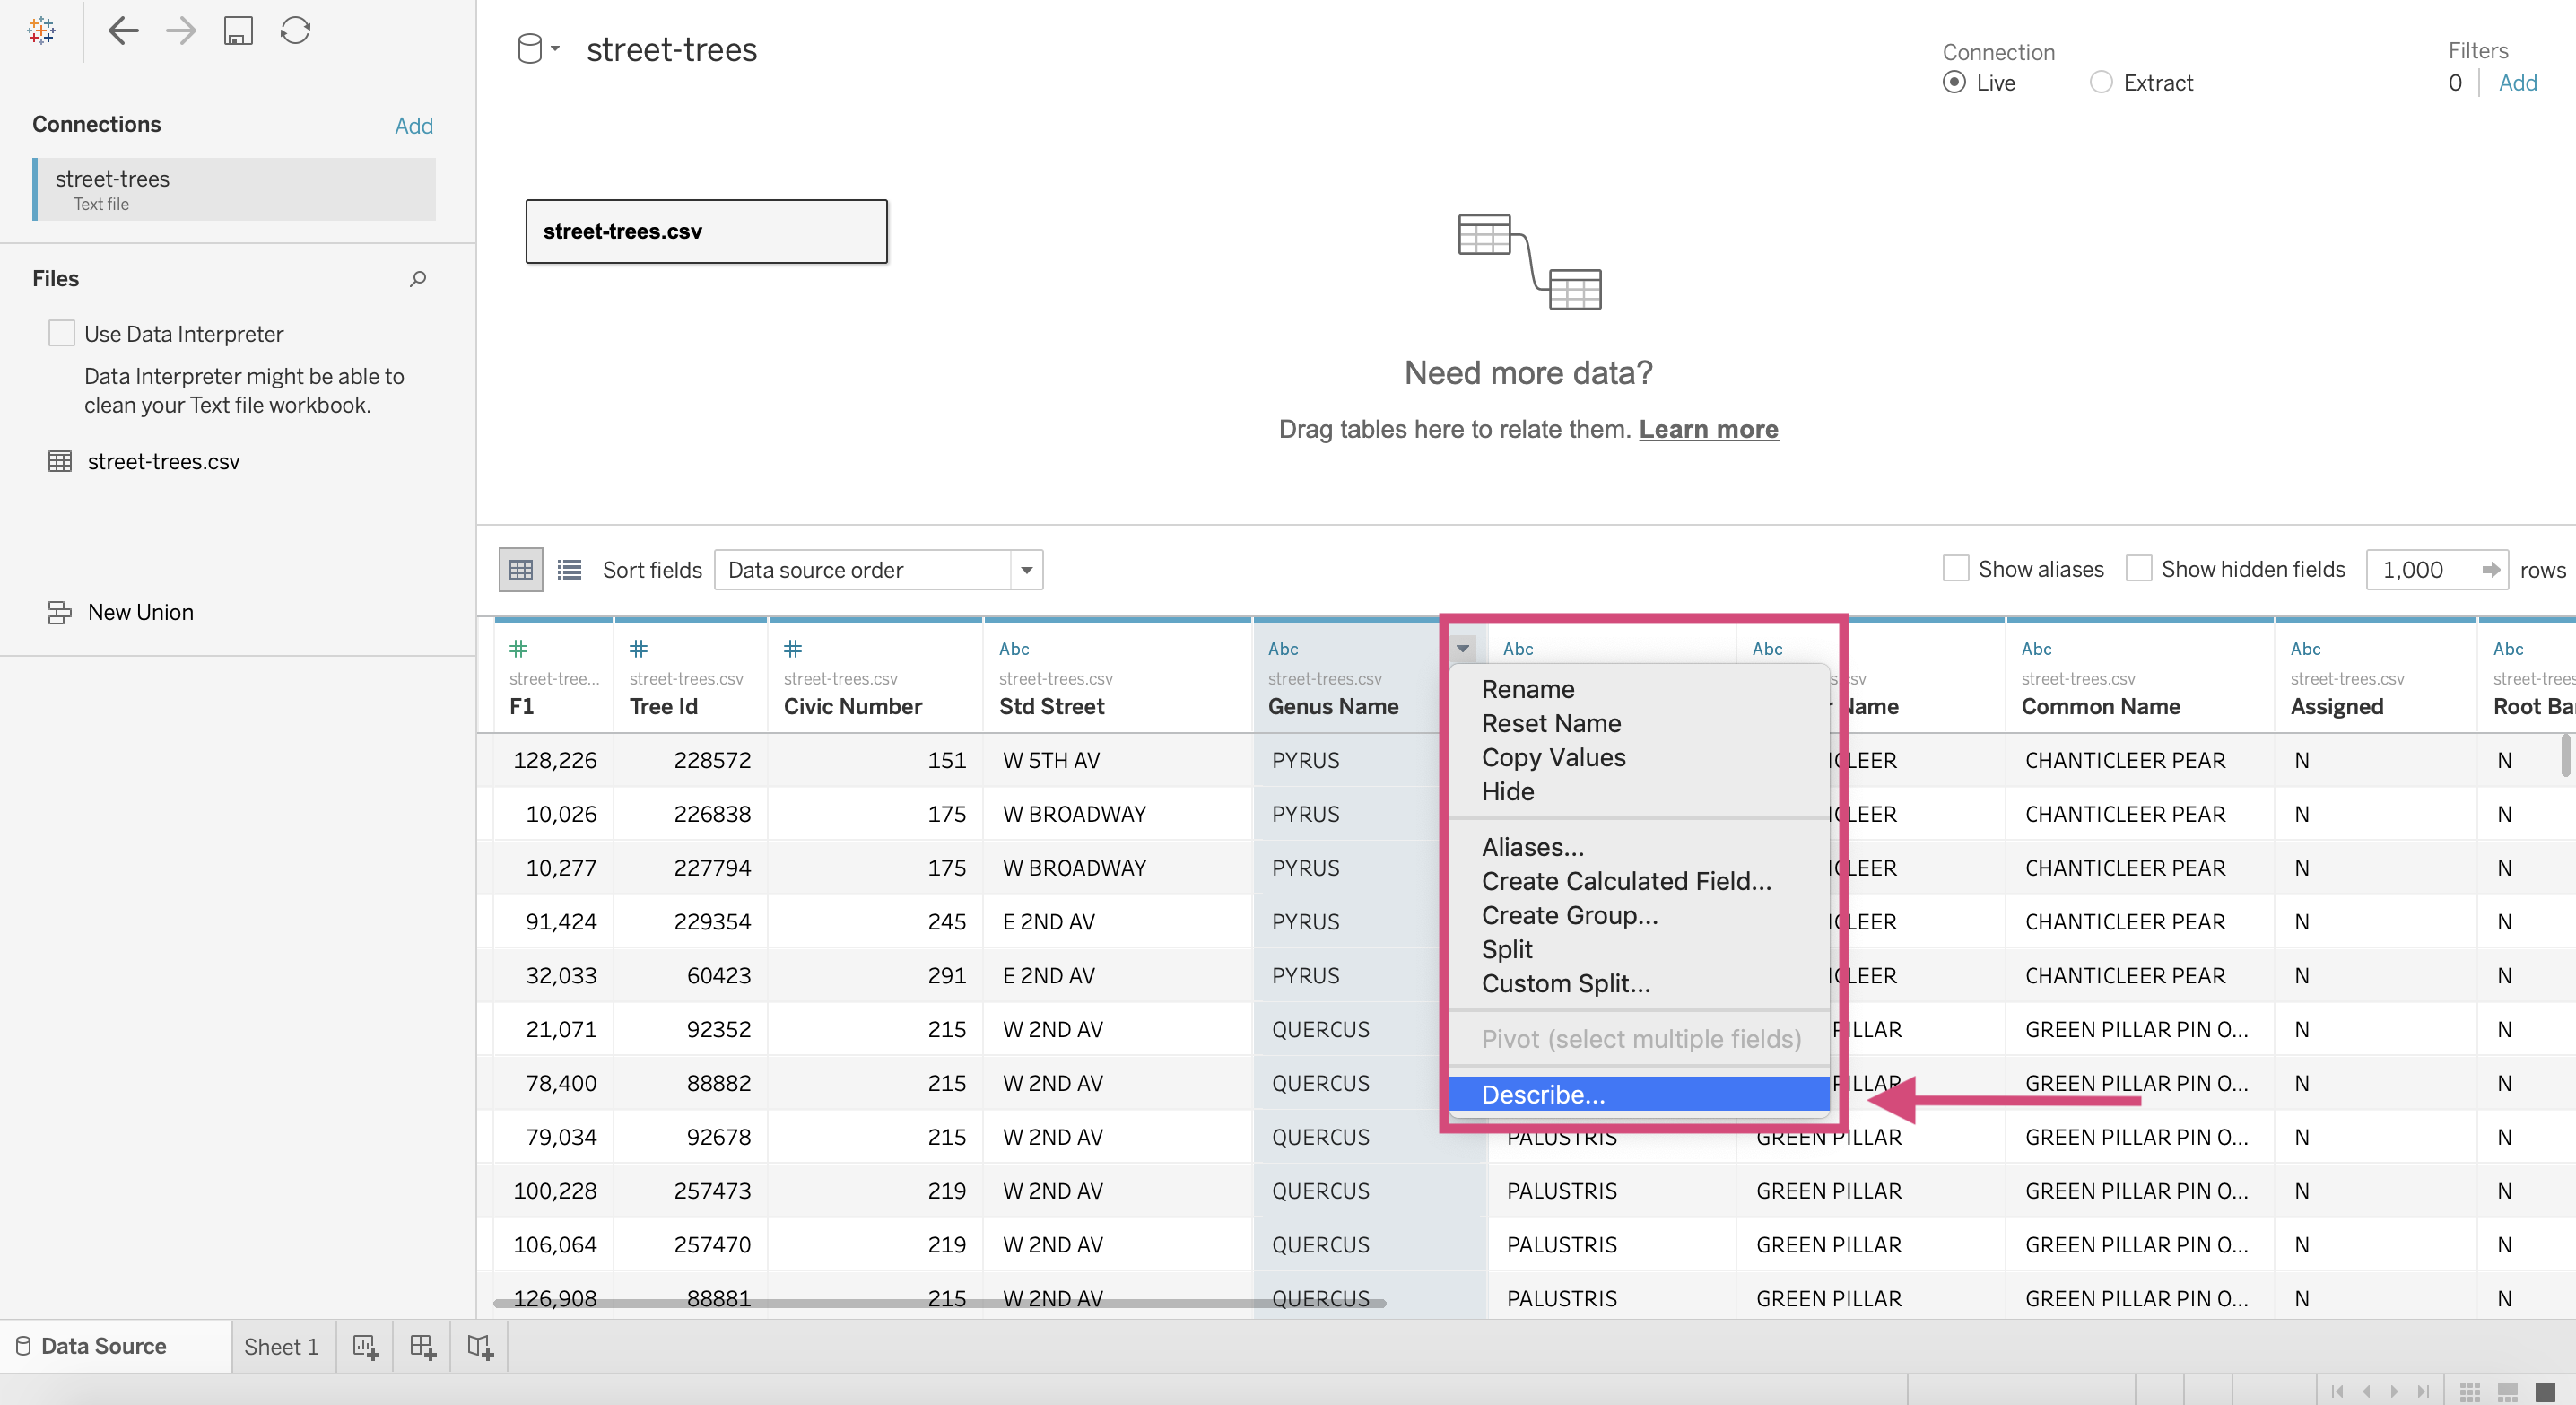 street-trees
Connection
Live
Extract
Filters
0
Add
Connections
Add
street-trees
Text file
street-trees.csv
Files
Use Data Interpreter
Data Interpreter might be able to
clean your Text file workbook.
street-trees.csv
New Union
Need more data?
Drag tables here to relate them. Learn more
Sort fields
Data source order
Show aliases
Show hidden fields
1,000
rows
# # # Abc Abc Abc Abc Abc Abc Abc
street-tree... street-trees.csv street-trees.csv street-trees.csv street-trees.csv street-trees.csv street-trees.csv
F1 Tree Id Civic Number Std Street Genus Name Name Common Name Assigned
128,226 228572 151 W 5TH AV PYRUS CHANTICLEER PEAR N N
10,026 226838 175 W BROADWAY PYRUS CHANTICLEER PEAR N N
10,277 227794 175 W BROADWAY PYRUS CHANTICLEER PEAR N N
91,424 229354 245 E 2ND AV PYRUS CHANTICLEER PEAR N N
32,033 60423 291 E 2ND AV PYRUS CHANTICLEER PEAR N N
21,071 92352 215 W 2ND AV QUERCUS GREEN PILLAR PIN O... N N
78,400 88882 215 W 2ND AV QUERCUS GREEN PILLAR PIN O... N N
79,034 92678 215 W 2ND AV QUERCUS PALUSTRIS GREEN PILLAR GREEN PILLAR PIN O... N N
100,228 257473 219 W 2ND AV QUERCUS PALUSTRIS GREEN PILLAR GREEN PILLAR PIN O... N N
106,064 257470 219 W 2ND AV QUERCUS PALUSTRIS GREEN PILLAR GREEN PILLAR PIN O... N N
126,908 88881 215 W 2ND AV QUERCUS PALUSTRIS GREEN PILLAR GREEN PILLAR PIN O... N N
Rename
Reset Name
Copy Values
Hide
Aliases...
Create Calculated Field...
Create Group...
Split
Custom Split...
Pivot (select multiple fields)
Describe...
Data Source
Sheet 1